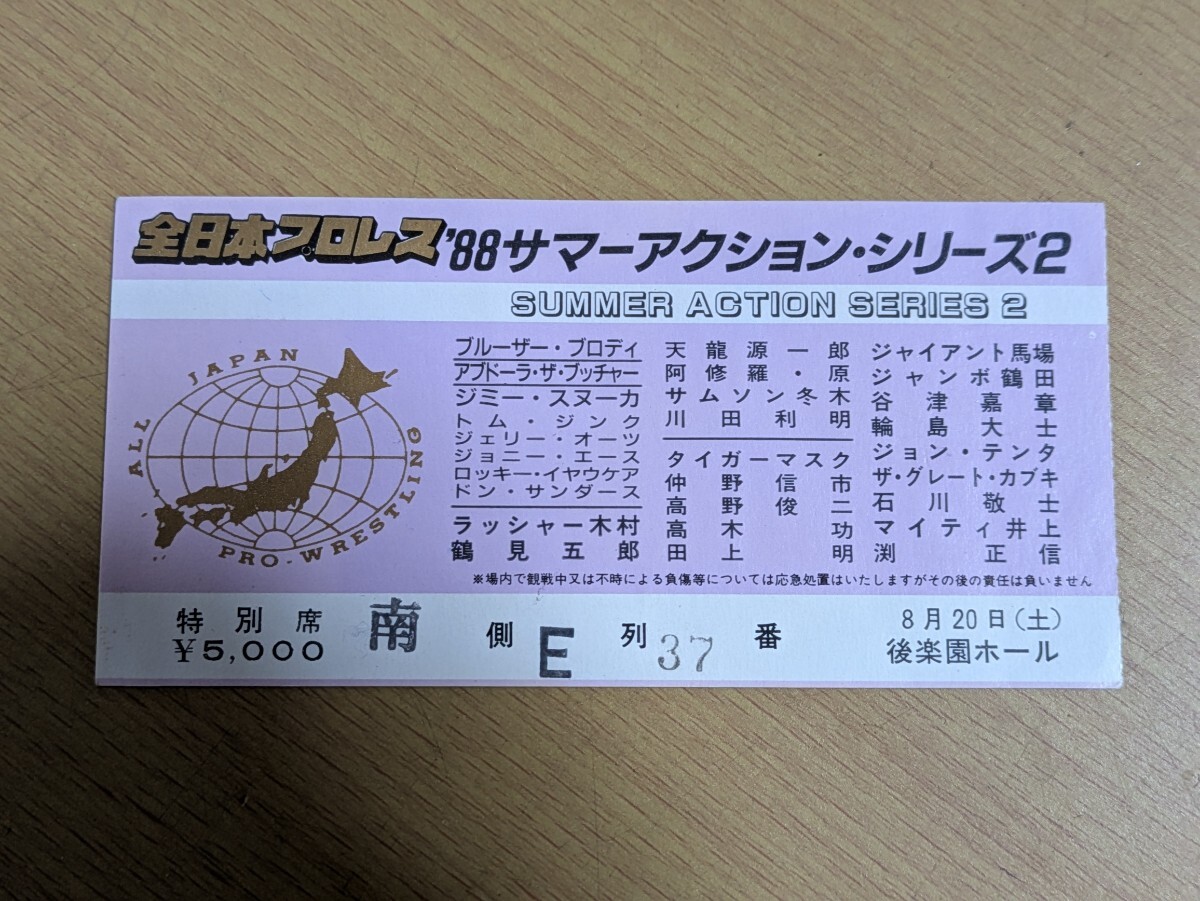 全日本プロレス '88サマーアクション・シリーズ2
SUMMER ACTION SERIES 2
ALL JAPAN PRO-WRESTLING
ブルーザー・ブロディ
アブドーラ・ザ・ブッチャー
ジミー・スヌーカ
トム・ジンク
ジェリー・オーツ
ジョニー・エース
ロッキー・イヤウケア
ドン・サンダース
ラッシャー木村
鶴見五郎
天龍源一郎
阿修羅・原
サムソン冬木
川田利明
タイガーマスク
仲野信市
高野俊二
高木功
田上明
ジャイアント馬場
ジャンボ鶴田
谷津嘉章
輪島大士
ジョン・テンタ
ザ・グレート・カブキ
石川敬士
マイティ井上
渕正信
※場内で観戦中又は不時による負傷等については応急処置はいたしますがその後の責任は負いません
特別席
¥5,000
南側E列37番
8月20日(土)
後楽園ホール